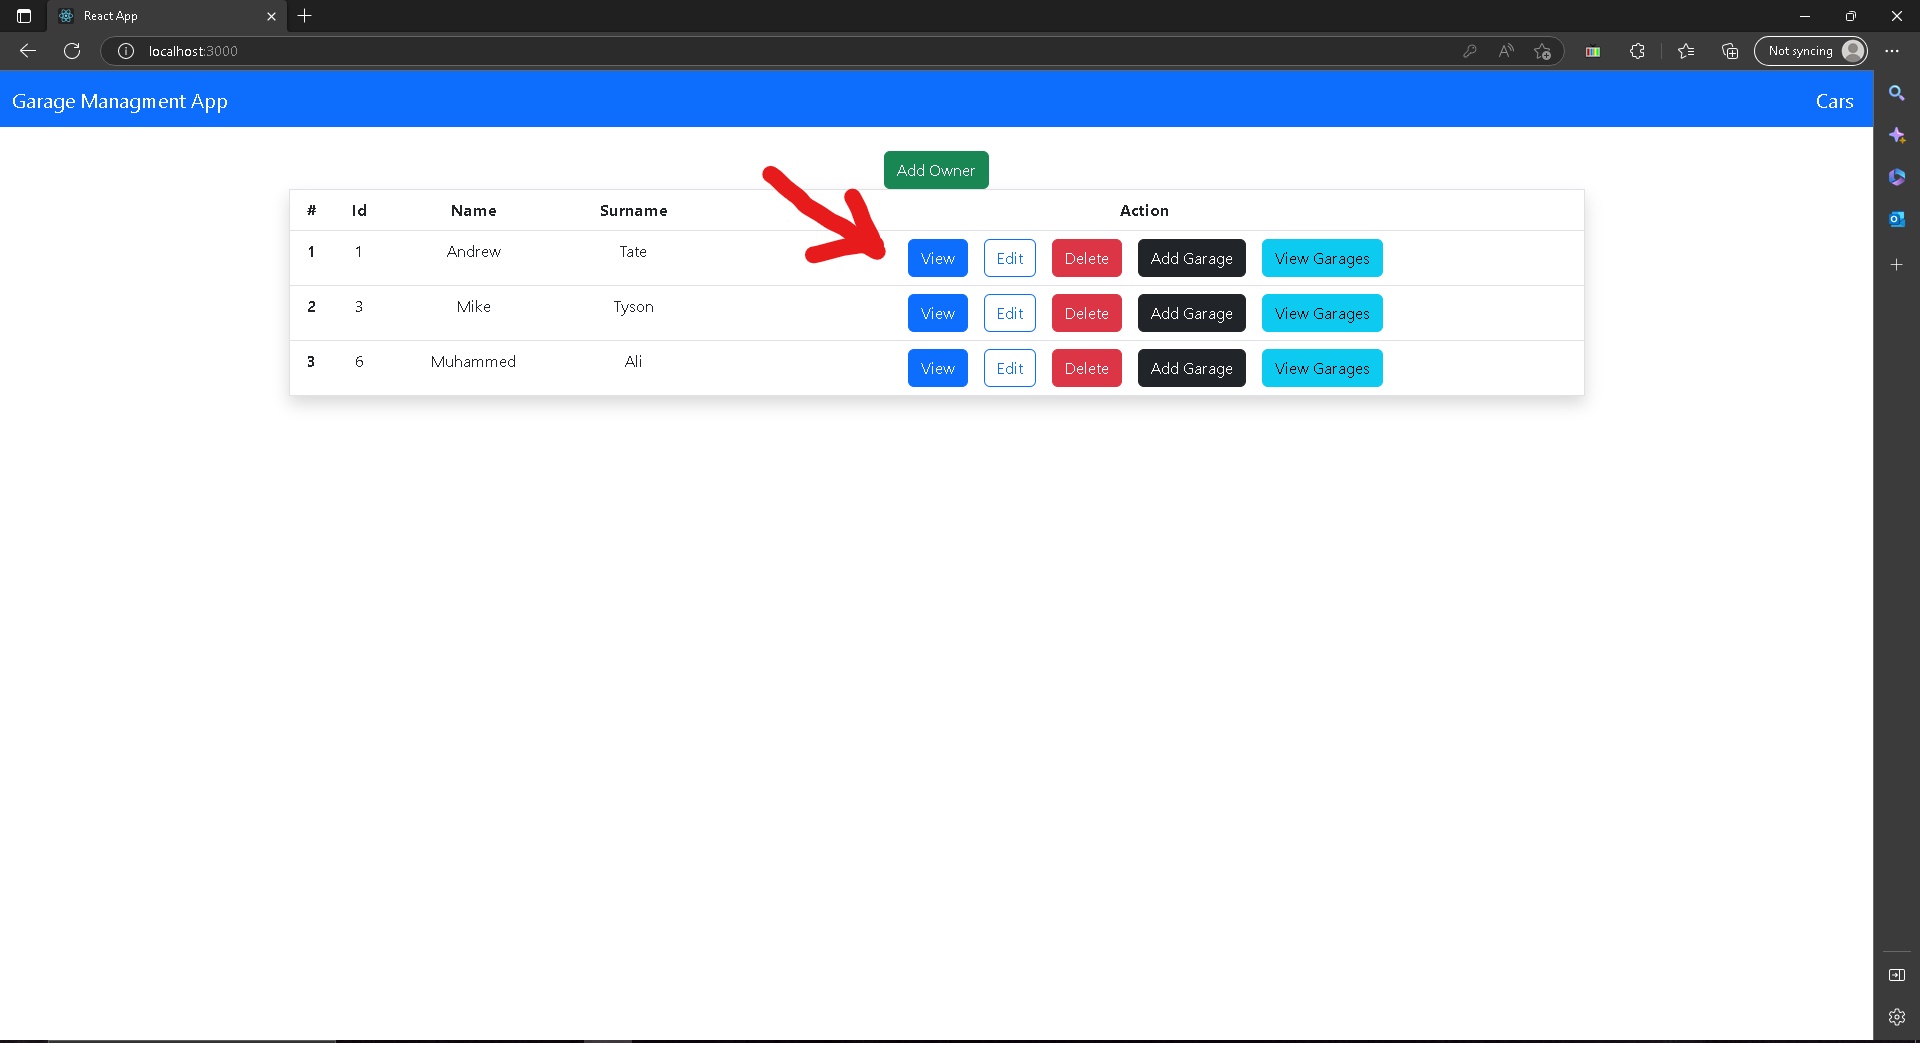 React App
localhost:3000
Not syncing
Garage Managment App
Cars
Add Owner
# Id Name Surname Action
1 1 Andrew Tate View Edit Delete Add Garage View Garages
2 3 Mike Tyson View Edit Delete Add Garage View Garages
3 6 Muhammed Ali View Edit Delete Add Garage View Garages